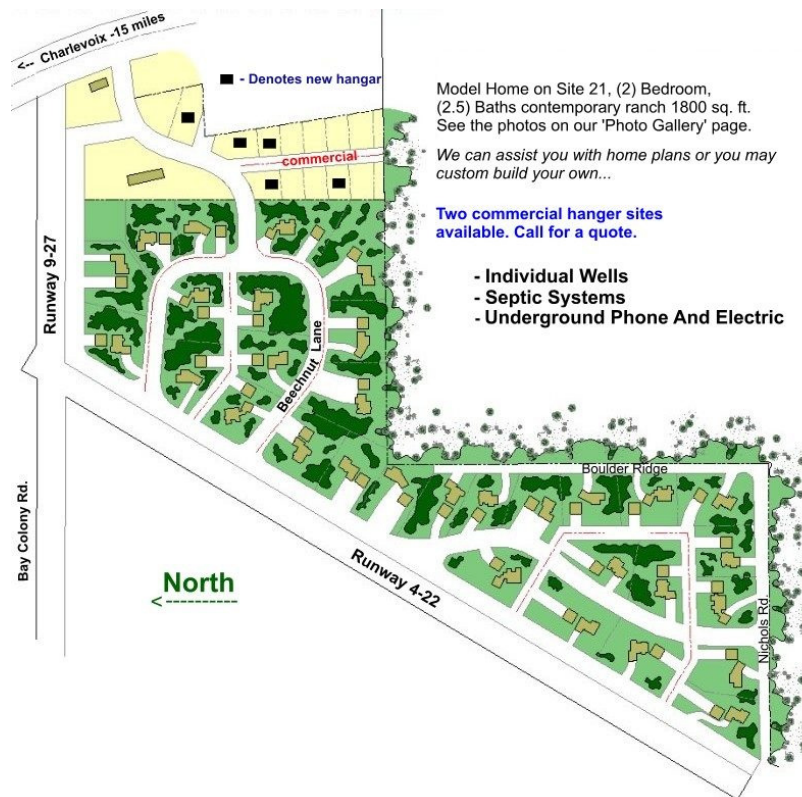 <-- Charlevoix -15 miles
- Denotes new hangar
Model Home on Site 21, (2) Bedroom,
(2.5) Baths contemporary ranch 1800 sq. ft.
See the photos on our 'Photo Gallery' page.
We can assist you with home plans or you may
custom build your own...
commercial
Two commercial hanger sites
available. Call for a quote.
- Individual Wells
- Septic Systems
- Underground Phone And Electric
Runway 9-27
Beechnut Lane
Boulder Ridge
Bay Colony Rd.
Runway 4-22
North
<---------
Nichols Rd.